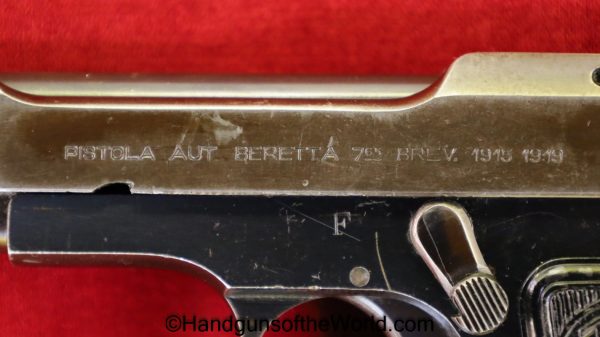 PISTOLA AUT. BERETTA 7,65 BREV. 1915 1919
F
©HandgunsoftheWorld.com